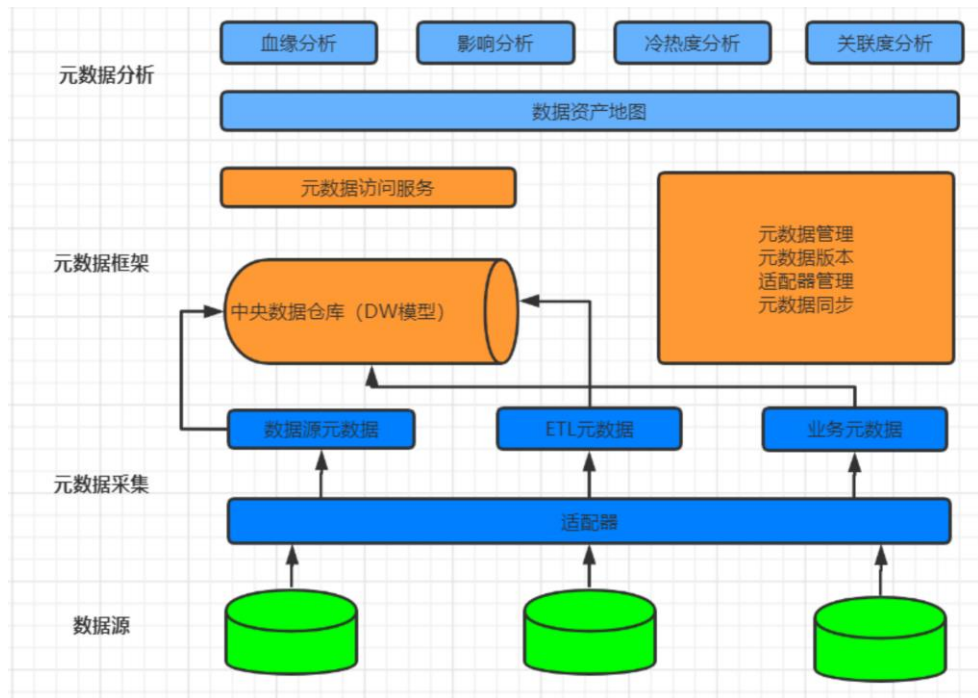 血缘分析
影响分析
冷热度分析
关联度分析
元数据分析
数据资产地图
元数据访问服务
元数据管理
元数据版本
适配器管理
元数据同步
元数据框架
中央数据仓库（DW模型）
数据源元数据
ETL元数据
业务元数据
元数据采集
适配器
数据源